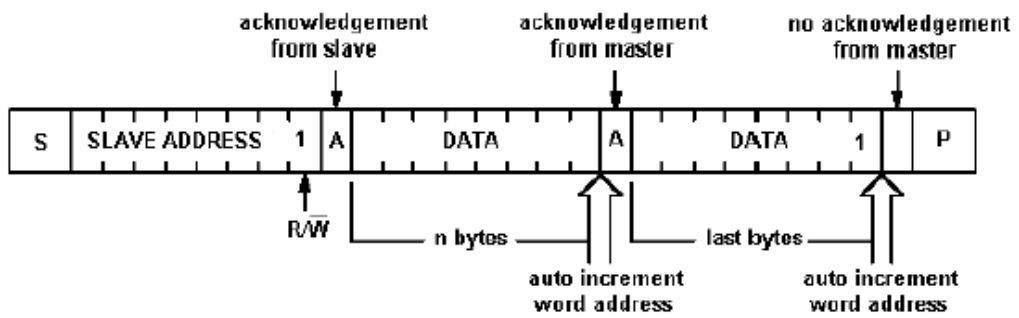 acknowledgement
from slave
acknowledgement
from master
no acknowledgement
from master
S SLAVE ADDRESS 1 A DATA A DATA 1 P
R/W̅
n bytes
last bytes
auto increment
word address
auto increment
word address